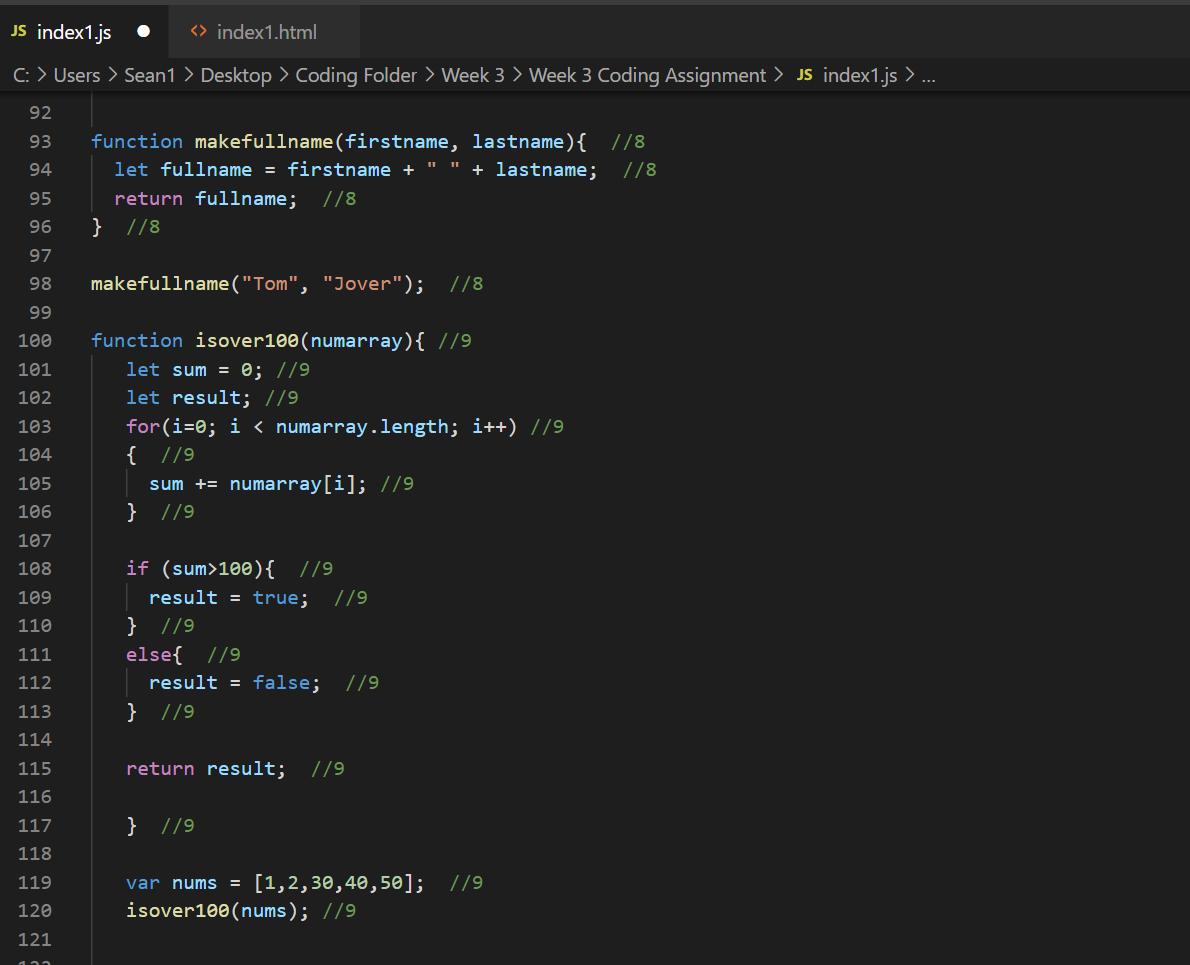 JS index1.js ● <> index1.html
C: > Users > Sean1 > Desktop > Coding Folder > Week 3 > Week 3 Coding Assignment > JS index1.js > ...
92
93 function makefullname(firstname, lastname){  //8
94   let fullname = firstname + " " + lastname;  //8
95   return fullname;  //8
96 }  //8
97
98 makefullname("Tom", "Jover");  //8
99
100 function isover100(numarray){ //9
101    let sum = 0; //9
102    let result; //9
103    for(i=0; i < numarray.length; i++) //9
104    {  //9
105      sum += numarray[i]; //9
106    }  //9
107
108    if (sum>100){  //9
109      result = true;  //9
110    }  //9
111    else{  //9
112      result = false;  //9
113    }  //9
114
115    return result;  //9
116
117    }  //9
118
119    var nums = [1,2,30,40,50];  //9
120    isover100(nums); //9
121